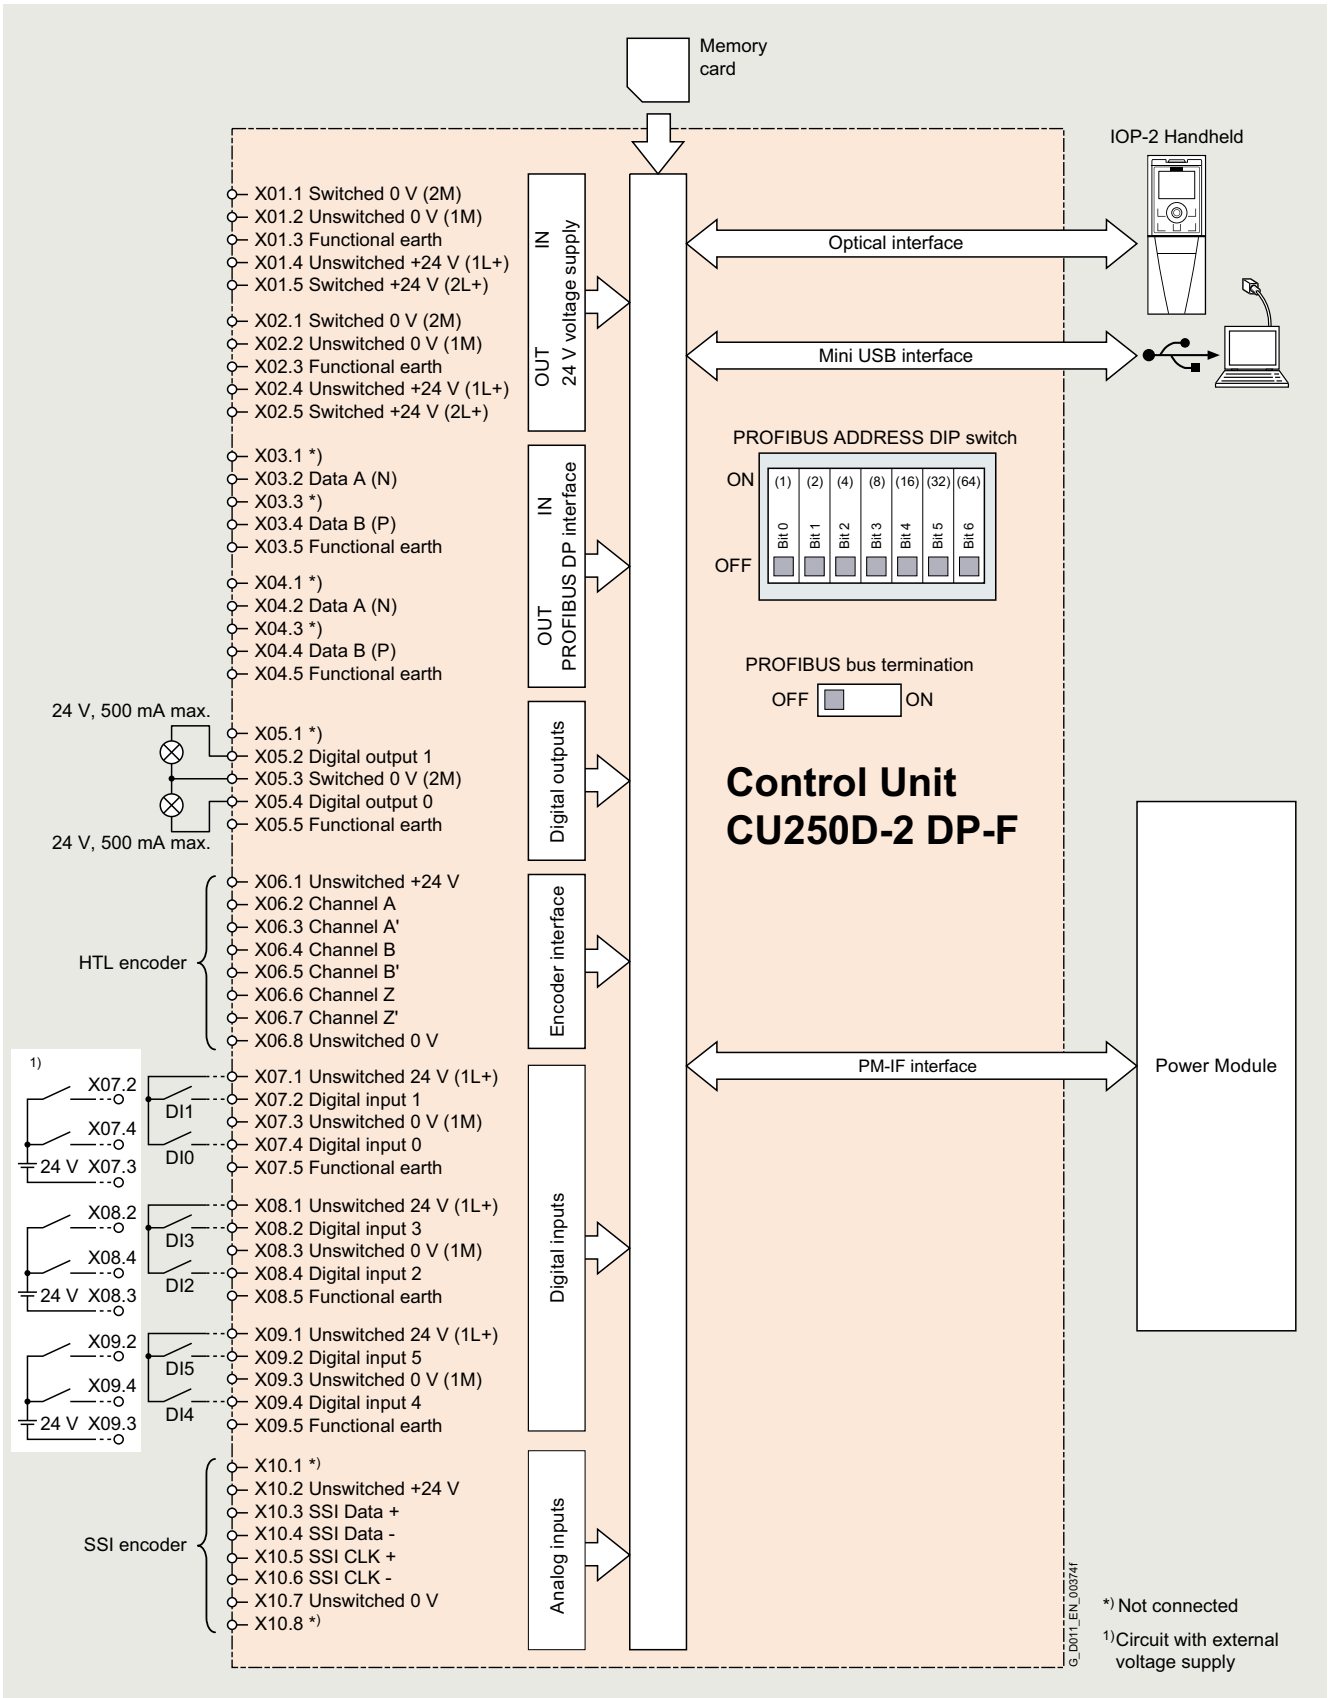 Memory
card
IOP-2 Handheld
X01.1 Switched 0 V (2M)
X01.2 Unswitched 0 V (1M)
X01.3 Functional earth
X01.4 Unswitched +24 V (1L+)
X01.5 Switched +24 V (2L+)
X02.1 Switched 0 V (2M)
X02.2 Unswitched 0 V (1M)
X02.3 Functional earth
X02.4 Unswitched +24 V (1L+)
X02.5 Switched +24 V (2L+)
OUT IN
24 V voltage supply
Optical interface
Mini USB interface
X03.1 *)
X03.2 Data A (N)
X03.3 *)
X03.4 Data B (P)
X03.5 Functional earth
X04.1 *)
X04.2 Data A (N)
X04.3 *)
X04.4 Data B (P)
X04.5 Functional earth
OUT IN
PROFIBUS DP interface
PROFIBUS ADDRESS DIP switch
ON (1) (2) (4) (8) (16) (32) (64)
Bit 0 Bit 1 Bit 2 Bit 3 Bit 4 Bit 5 Bit 6
OFF
PROFIBUS bus termination
OFF ON
24 V, 500 mA max.
X05.1 *)
X05.2 Digital output 1
X05.3 Switched 0 V (2M)
X05.4 Digital output 0
X05.5 Functional earth
24 V, 500 mA max.
Digital outputs
Control Unit
CU250D-2 DP-F
HTL encoder
X06.1 Unswitched +24 V
X06.2 Channel A
X06.3 Channel A'
X06.4 Channel B
X06.5 Channel B'
X06.6 Channel Z
X06.7 Channel Z'
X06.8 Unswitched 0 V
Encoder interface
PM-IF interface
Power Module
1)
X07.2
X07.4
24 V X07.3
DI1
DI0
X07.1 Unswitched 24 V (1L+)
X07.2 Digital input 1
X07.3 Unswitched 0 V (1M)
X07.4 Digital input 0
X07.5 Functional earth
X08.2
X08.4
24 V X08.3
DI3
DI2
X08.1 Unswitched 24 V (1L+)
X08.2 Digital input 3
X08.3 Unswitched 0 V (1M)
X08.4 Digital input 2
X08.5 Functional earth
X09.2
X09.4
24 V X09.3
DI5
DI4
X09.1 Unswitched 24 V (1L+)
X09.2 Digital input 5
X09.3 Unswitched 0 V (1M)
X09.4 Digital input 4
X09.5 Functional earth
Digital inputs
SSI encoder
X10.1 *)
X10.2 Unswitched +24 V
X10.3 SSI Data +
X10.4 SSI Data -
X10.5 SSI CLK +
X10.6 SSI CLK -
X10.7 Unswitched 0 V
X10.8 *)
Analog inputs
G_D011_EN_00374f
*) Not connected
1) Circuit with external
voltage supply